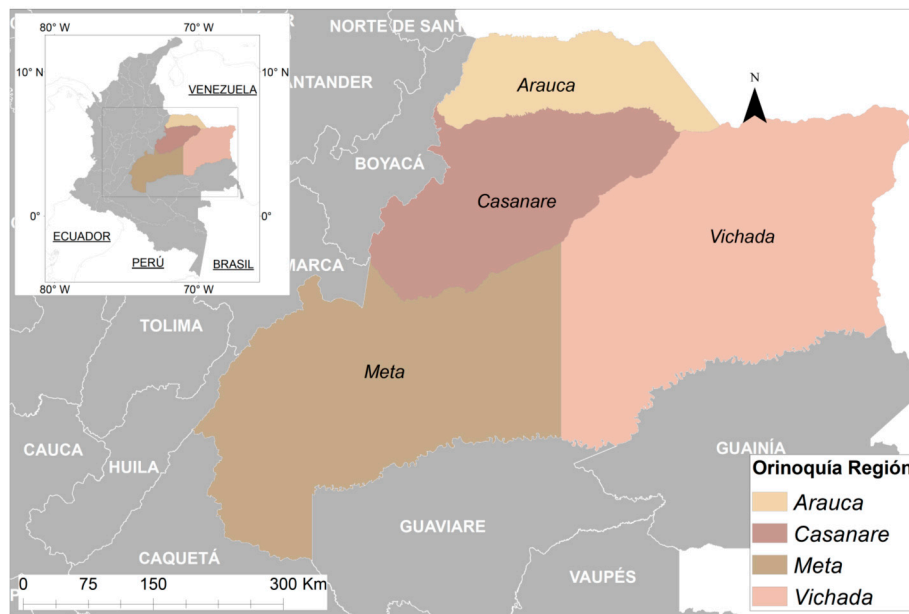 80° W
70° W
10° N
10° N
VENEZUELA
0°
0°
ECUADOR
PERÚ
BRASIL
80° W
70° W
NORTE DE SANT
ANTANDER
BOYACÁ
MARCA
TOLIMA
CAUCA
HUILA
CAQUETÁ
GUAVIARE
VAUPÉS
GUAINÍA
Arauca
Casanare
Vichada
Meta
N
0 75 150 300 Km
Orinoquía Región
Arauca
Casanare
Meta
Vichada